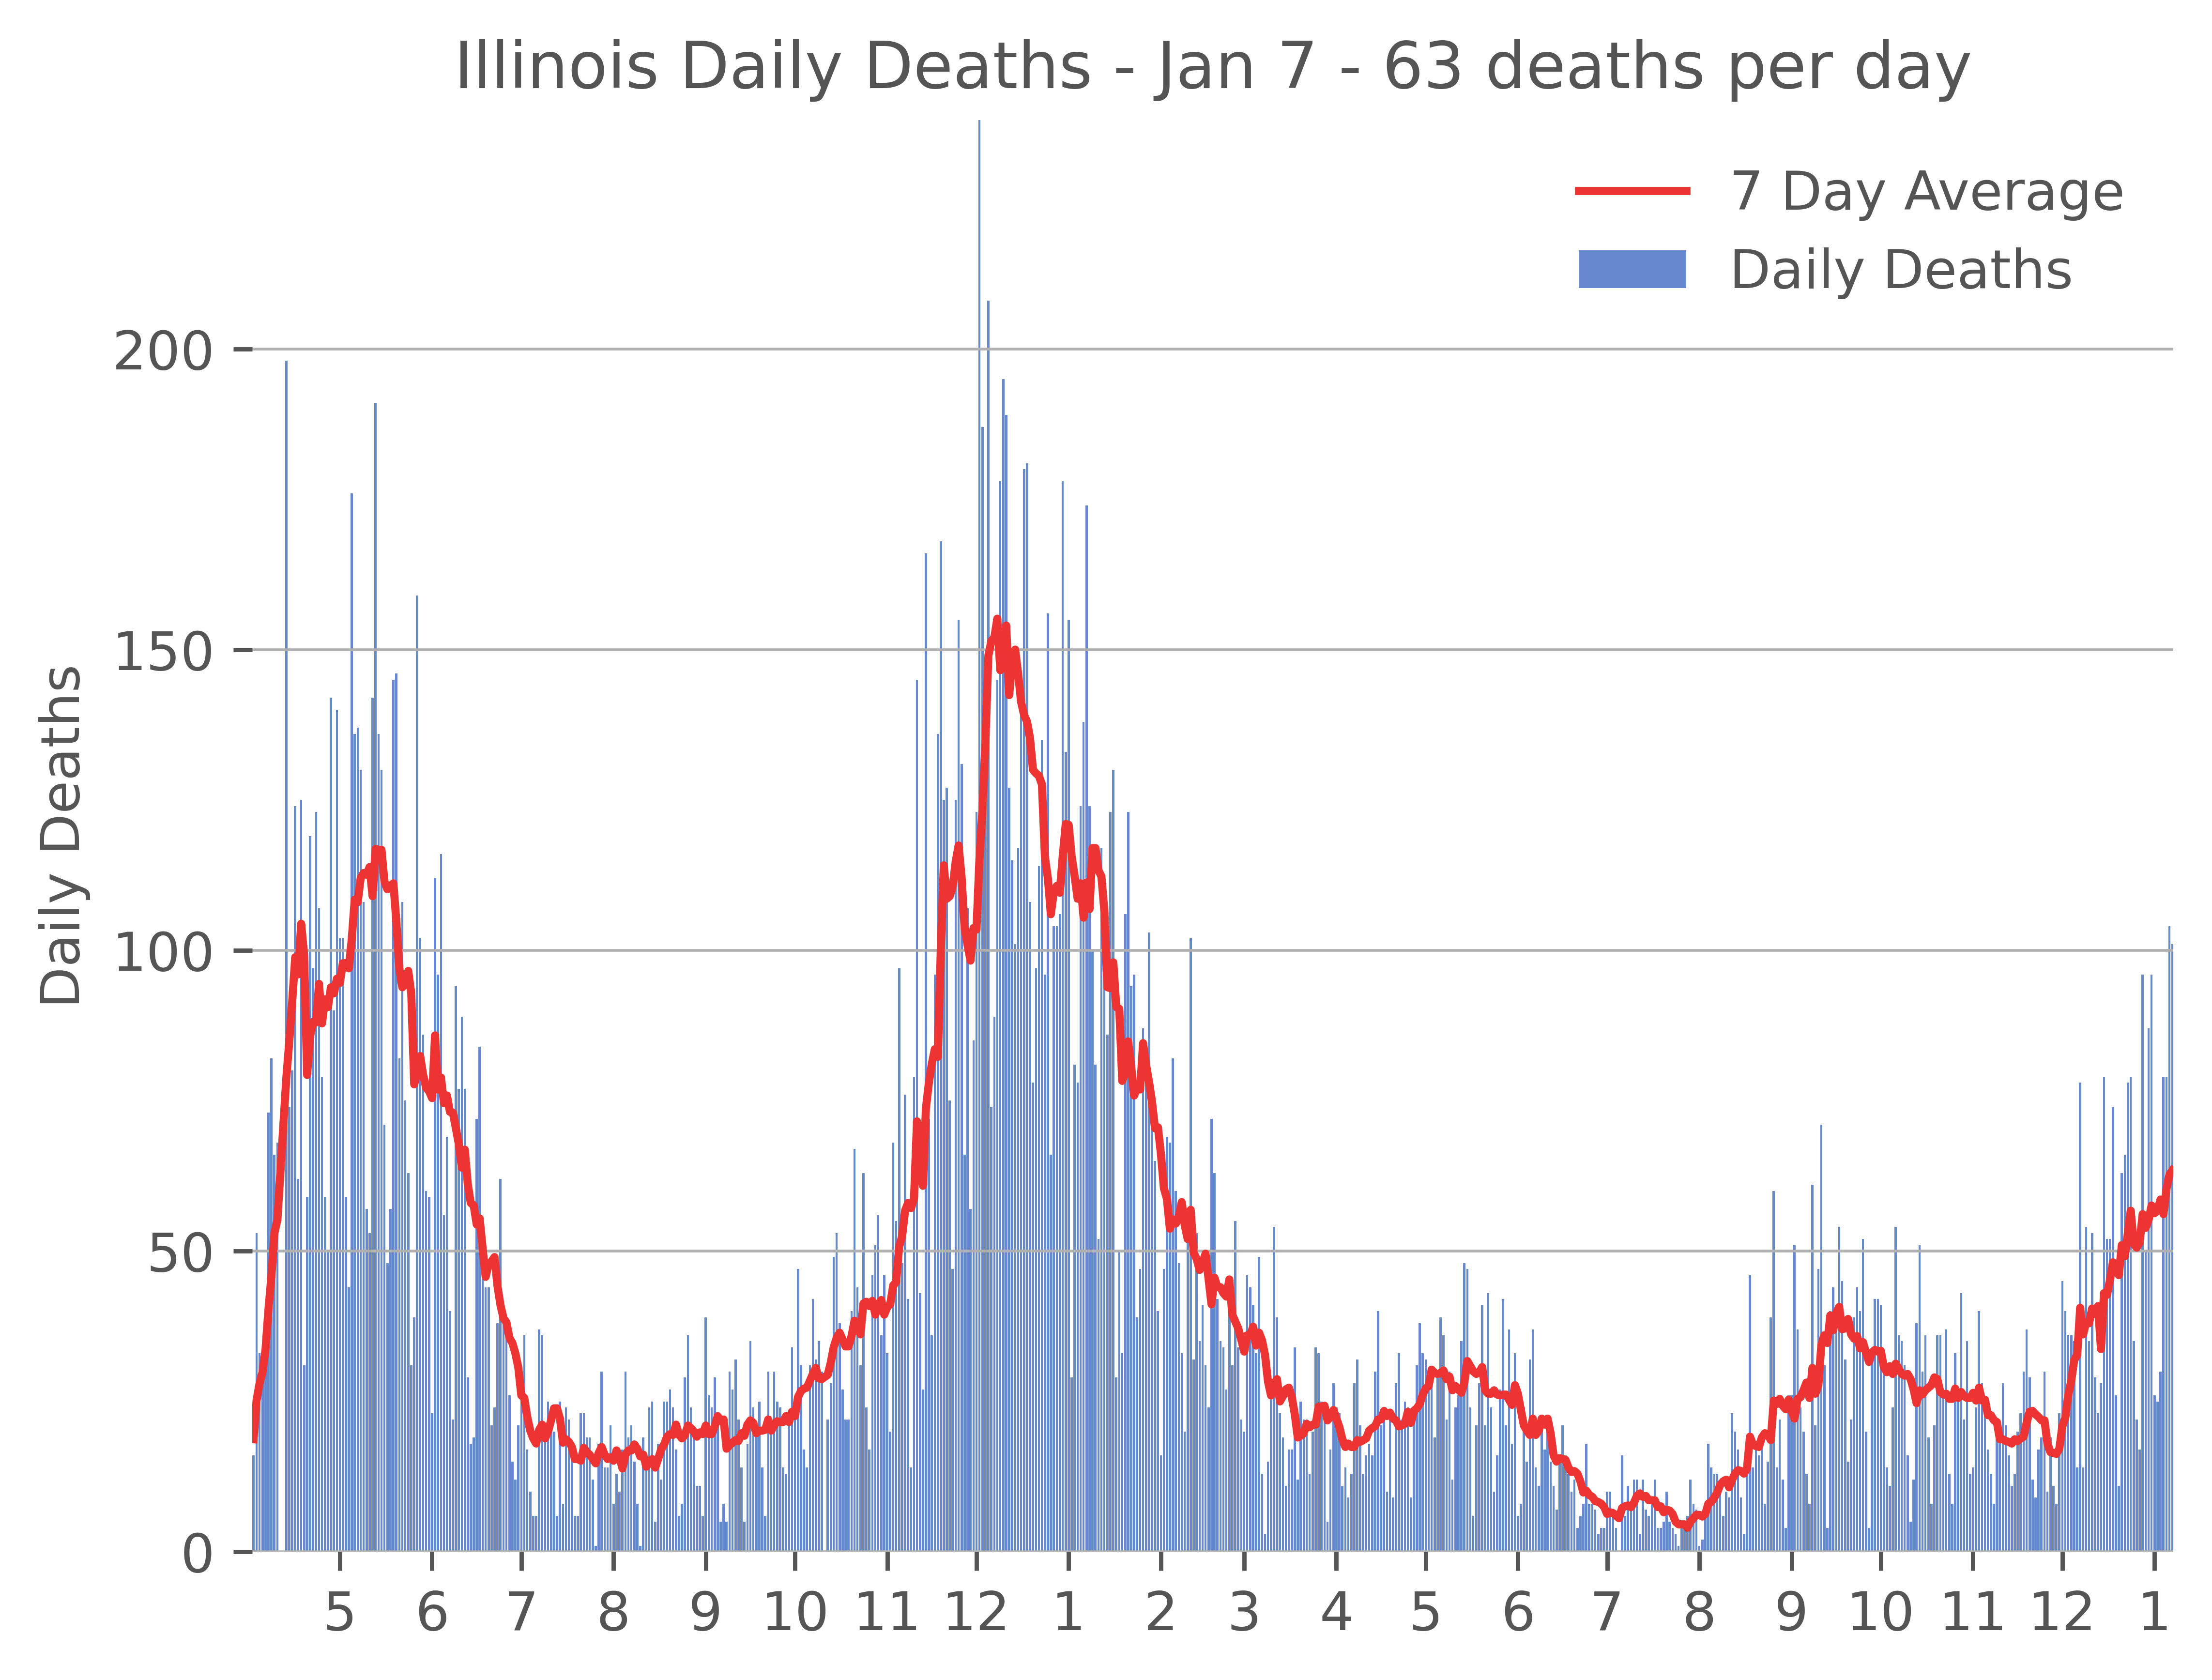 Illinois Daily Deaths - Jan 7 - 63 deaths per day
7 Day Average
Daily Deaths
Daily Deaths
200
150
100
50
0
5 6 7 8 9 10 11 12 1 2 3 4 5 6 7 8 9 10 11 12 1